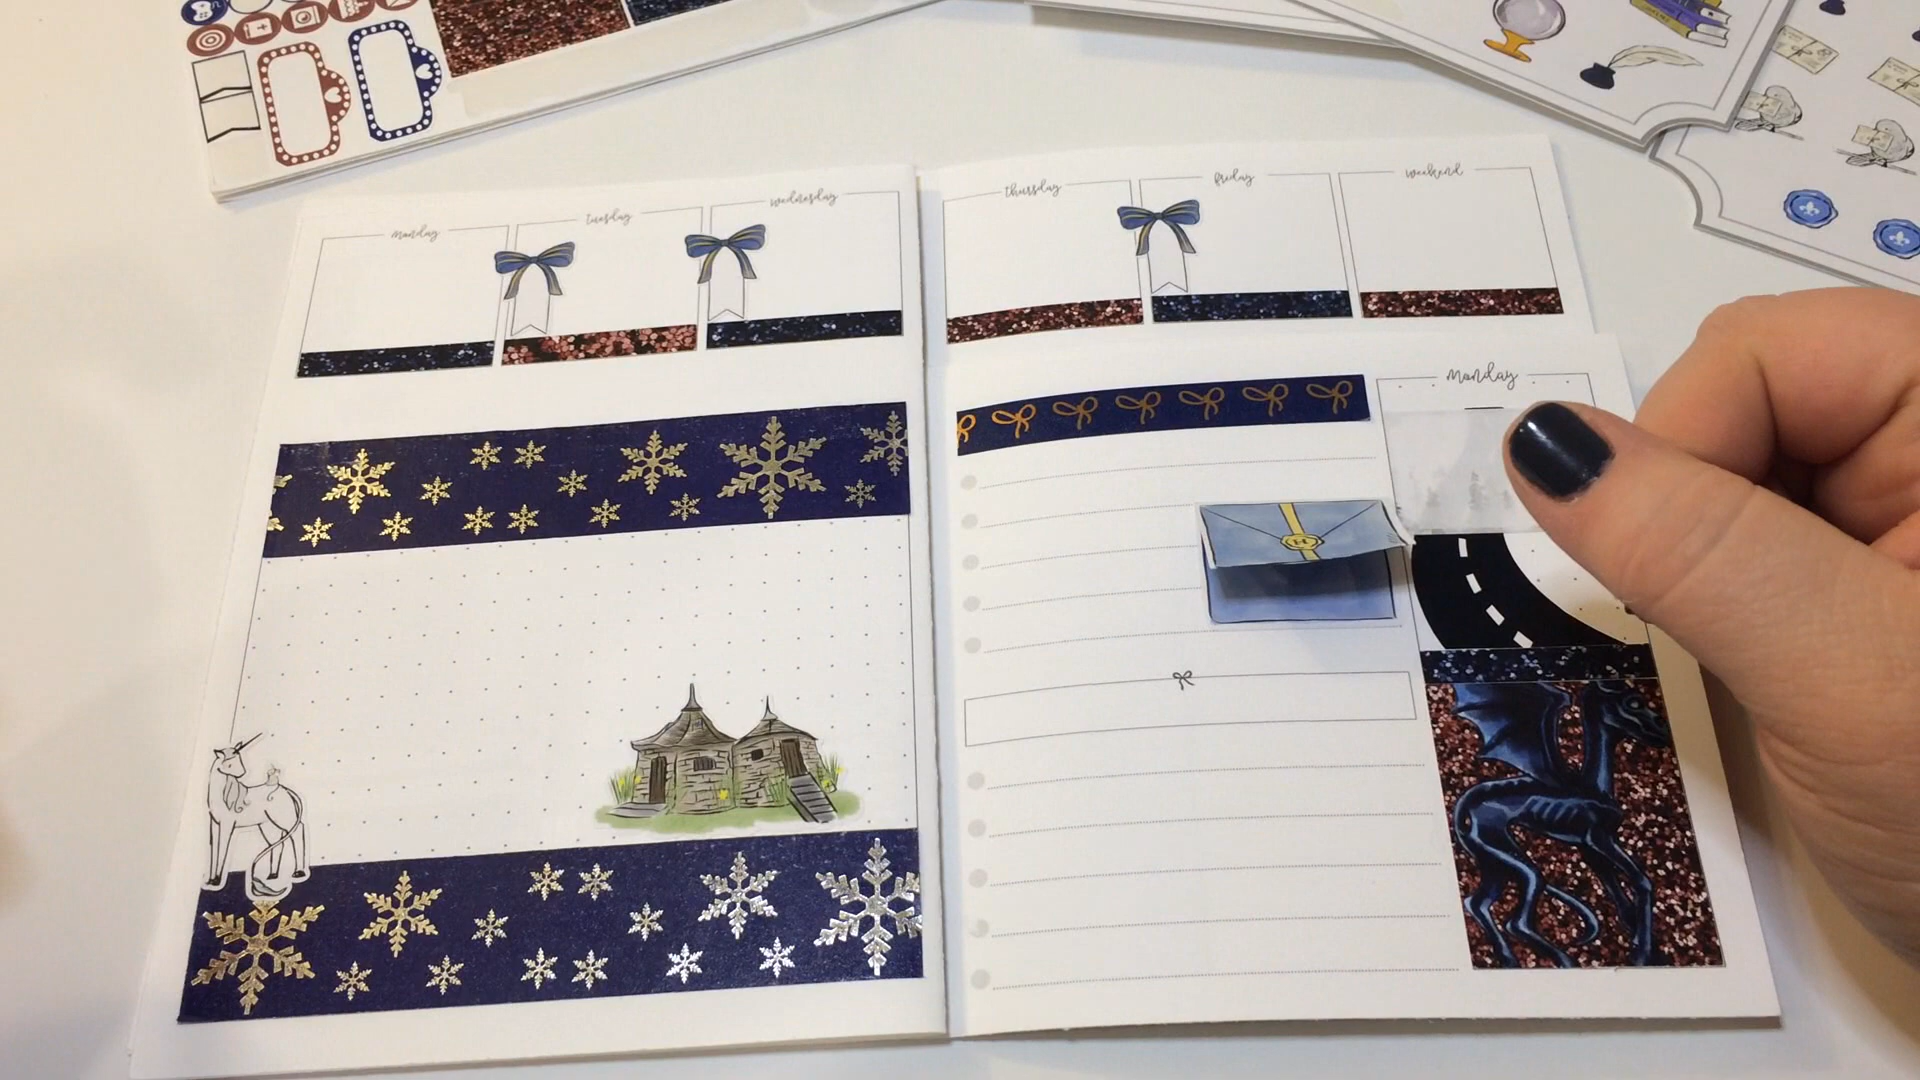 monday
tuesday
wednesday
thursday
friday
weekend
Monday